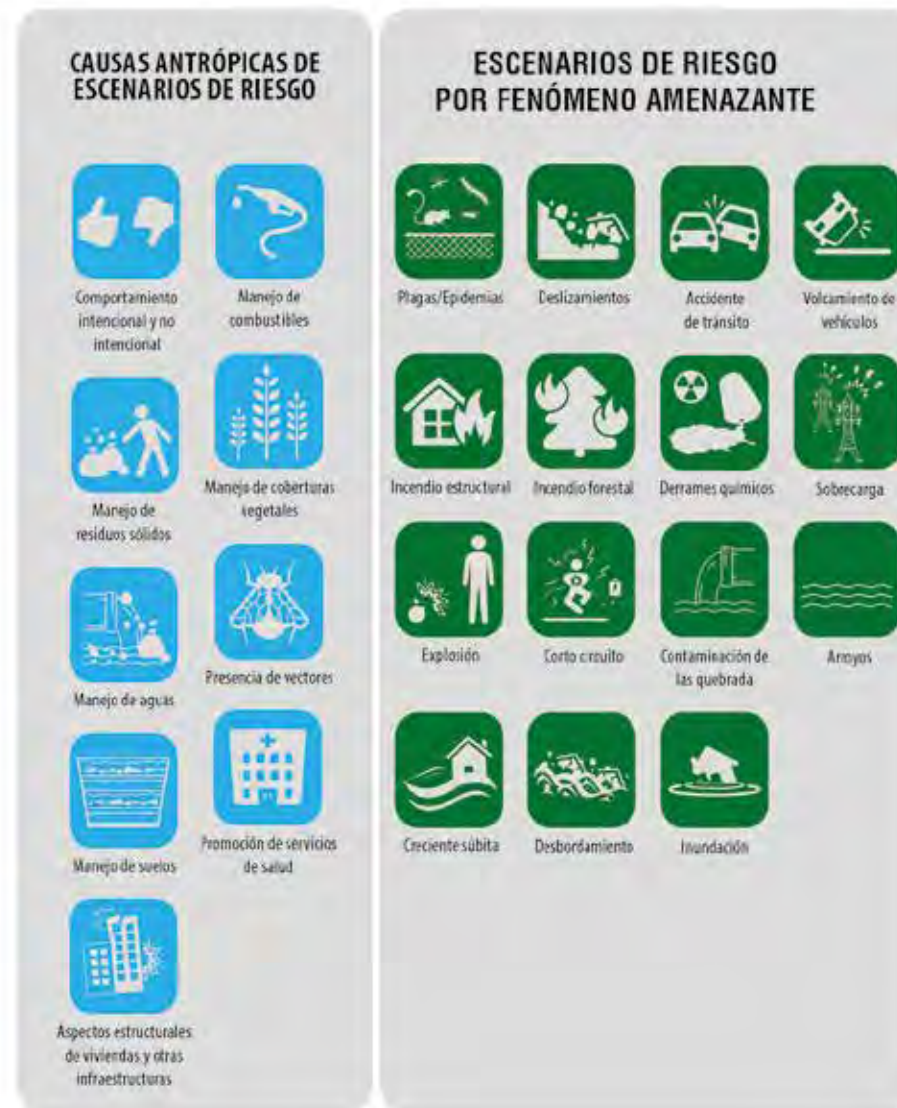 CAUSAS ANTRÓPICAS DE
ESCENARIOS DE RIESGO
Comportamiento
intencional y no
intencional
Manejo de
combustibles
Manejo de
residuos sólidos
Manejo de coberturas
vegetales
Manejo de aguas
Presencia de vectores
Manejo de suelos
Promoción de servicios
de salud
Aspectos estructurales
de viviendas y otras
infraestructuras
ESCENARIOS DE RIESGO
POR FENÓMENO AMENAZANTE
Plagas/Epidemias
Deslizamientos
Accidente
de tránsito
Volcamiento de
vehículos
Incendio estructural
Incendio forestal
Derrames químicos
Sobrecarga
Explosión
Corto circuito
Contaminación de
las quebrada
Arroyos
Creciente súbita
Desbordamiento
Inundación